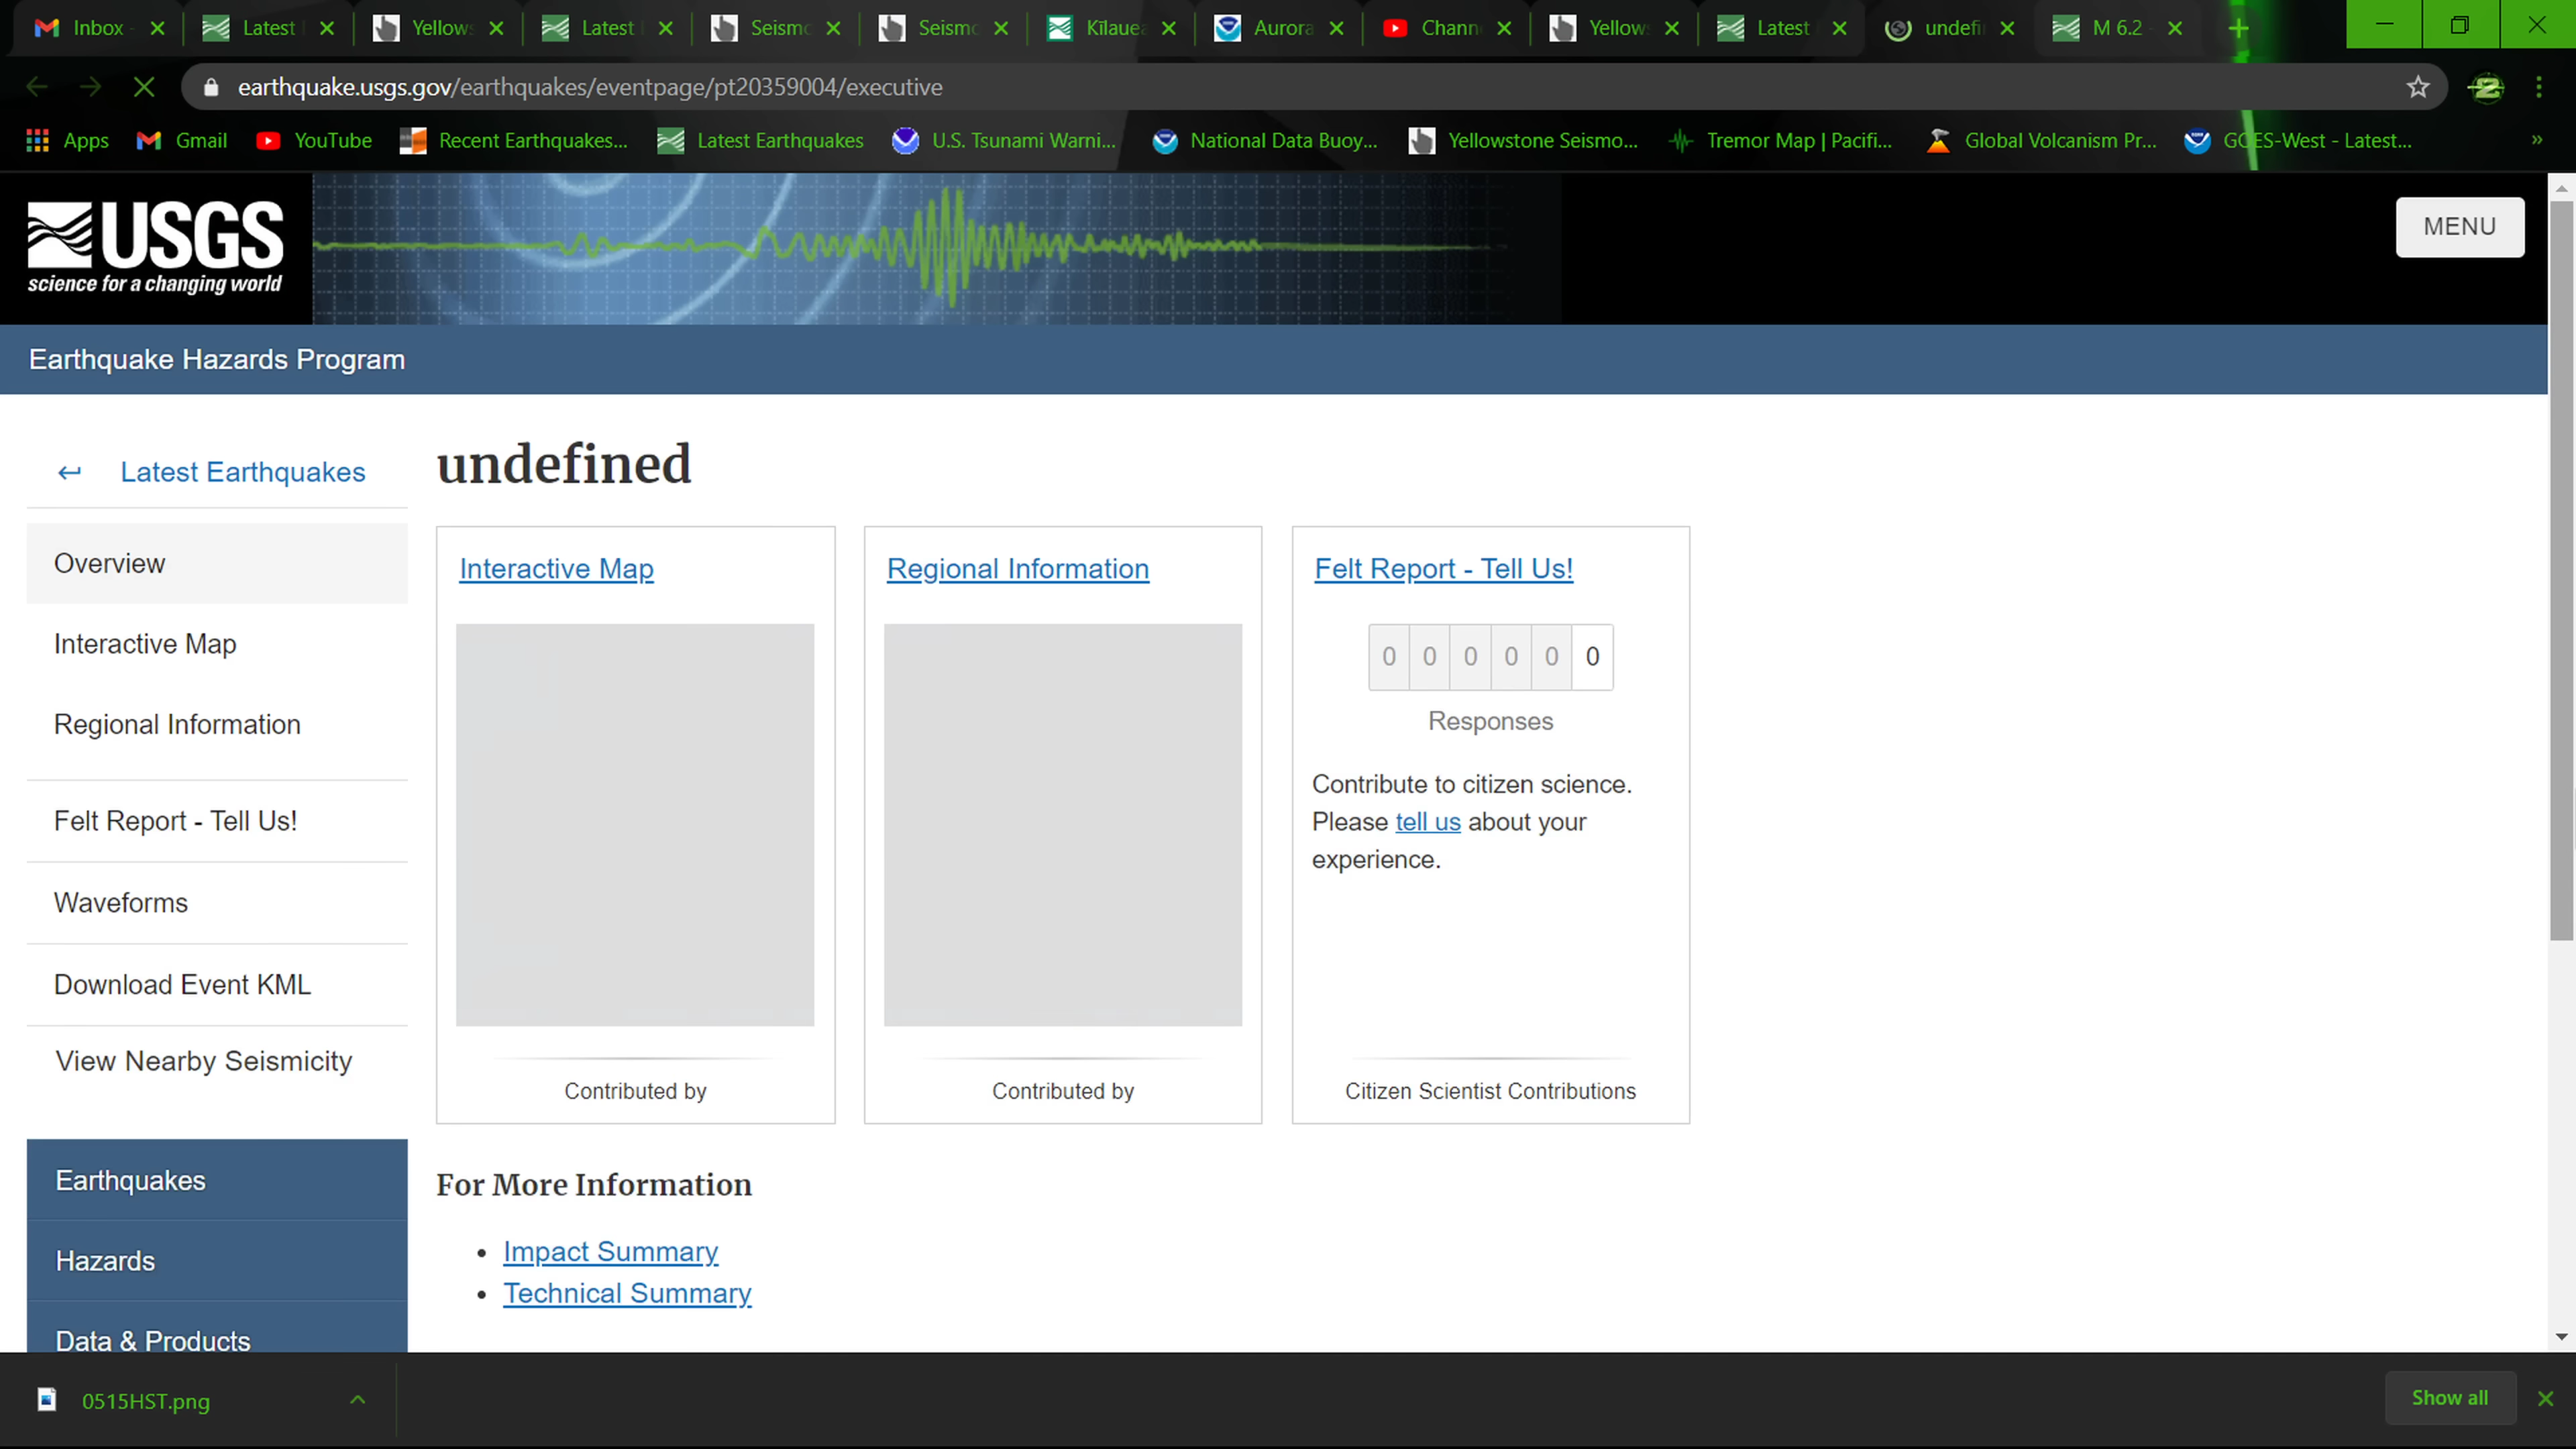 Inbox -
Latest
Yellows
Latest
Seismo
Seismo
Kīlauea
Aurora
Chann
Yellow
Latest
undefi
M 6.2 -
earthquake.usgs.gov/earthquakes/eventpage/pt20359004/executive
Apps
Gmail
YouTube
Recent Earthquakes...
Latest Earthquakes
U.S. Tsunami Warni...
National Data Buoy...
Yellowstone Seismo...
Tremor Map | Pacifi...
Global Volcanism Pr...
GOES-West - Latest...
»
USGS
science for a changing world
MENU
Earthquake Hazards Program
Latest Earthquakes
Overview
Interactive Map
Regional Information
Felt Report - Tell Us!
Waveforms
Download Event KML
View Nearby Seismicity
Earthquakes
Hazards
Data & Products
undefined
Interactive Map
Contributed by
Regional Information
Contributed by
Felt Report - Tell Us!
0 0 0 0 0 0
Responses
Contribute to citizen science.
Please tell us about your
experience.
Citizen Scientist Contributions
For More Information
• Impact Summary
• Technical Summary
0515HST.png
Show all